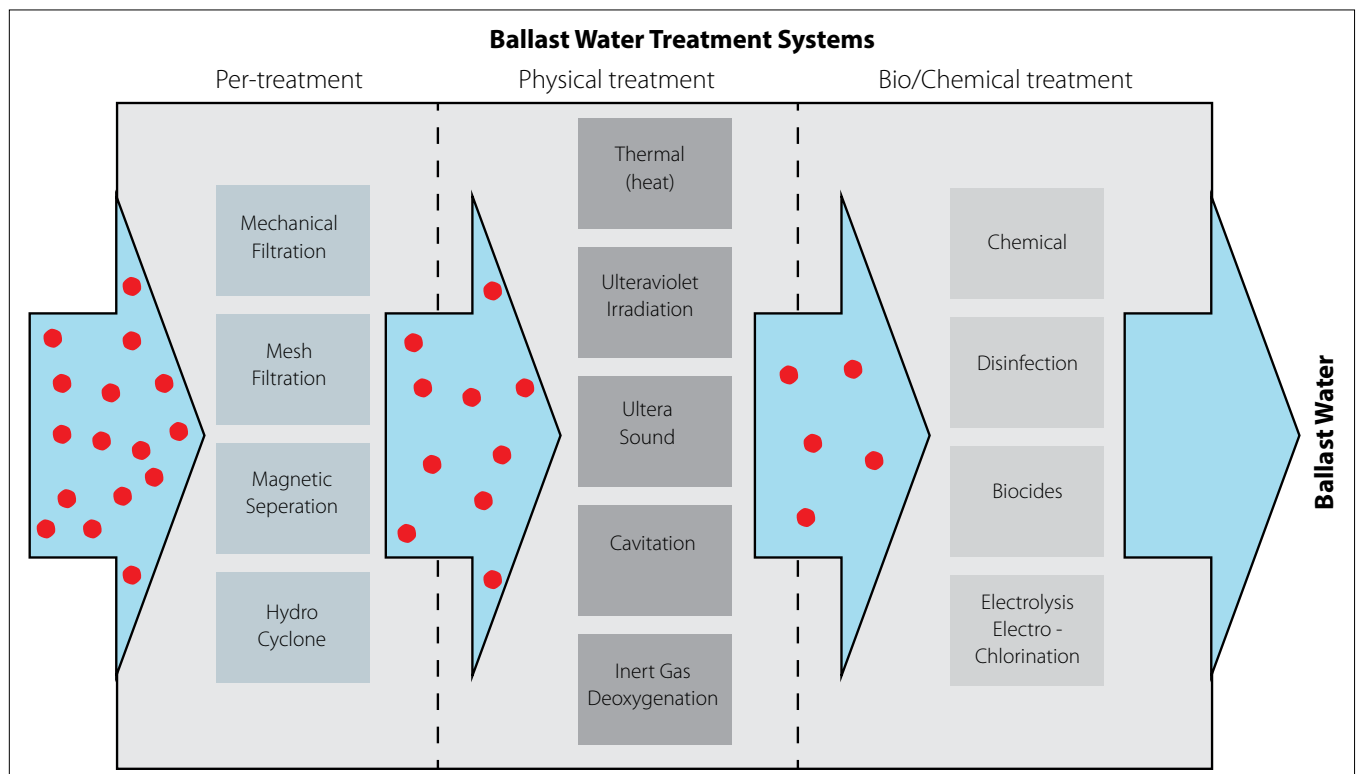 Ballast Water Treatment Systems
Per-treatment
Physical treatment
Bio/Chemical treatment
Mechanical
Filtration
Mesh
Filtration
Magnetic
Seperation
Hydro
Cyclone
Thermal
(heat)
Ulteraviolet
Irradiation
Ultera
Sound
Cavitation
Inert Gas
Deoxygenation
Chemical
Disinfection
Biocides
Electrolysis
Electro -
Chlorination
Ballast Water